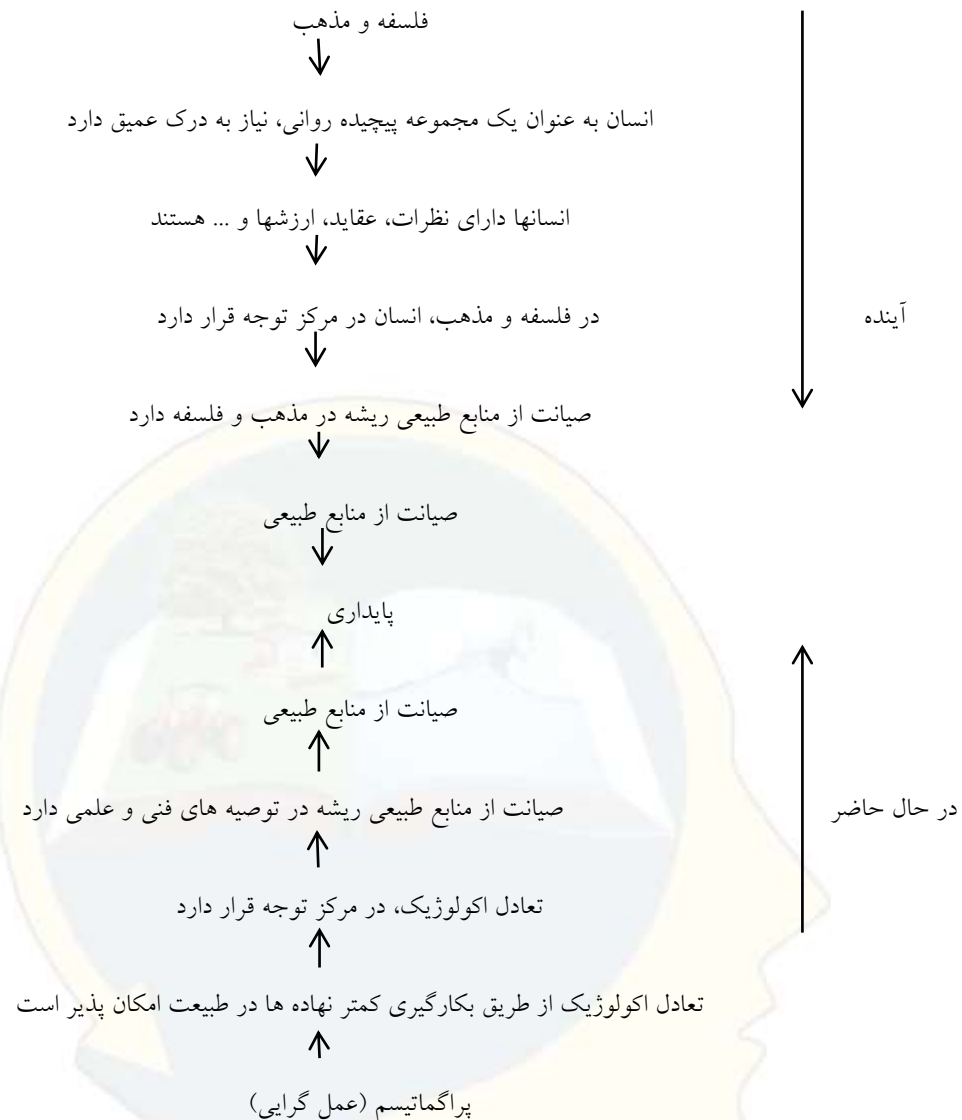 فلسفه و مذهب
انسان به عنوان یک مجموعه پیچیده روانی، نیاز به درک عمیق دارد
انسانها دارای نظرات، عقاید، ارزشها و ... هستند
در فلسفه و مذهب، انسان در مرکز توجه قرار دارد
آینده
صیانت از منابع طبیعی ریشه در مذهب و فلسفه دارد
صیانت از منابع طبیعی
پایداری
صیانت از منابع طبیعی
صیانت از منابع طبیعی ریشه در توصیه های فنی و علمی دارد
در حال حاضر
تعادل اکولوژیک، در مرکز توجه قرار دارد
تعادل اکولوژیک از طریق بکارگیری کمتر نهاده ها در طبیعت امکان پذیر است
پراگماتیسم (عمل گرایی)